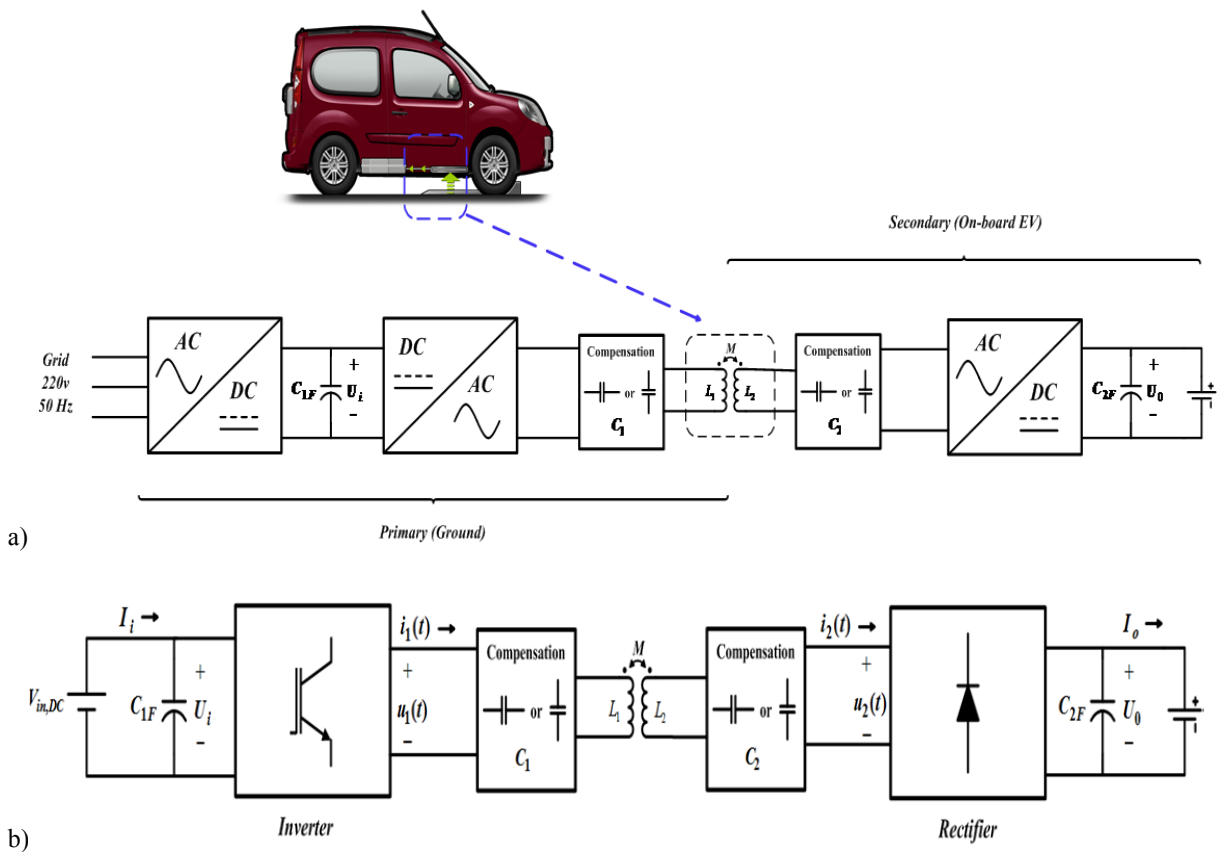 Secondary (On-board EV)
Grid
220v
50 Hz
AC
DC
C1F
+
U i
-
DC
AC
Compensation
or
C1
M
L1
L2
Compensation
or
C2
AC
DC
C2F
+
U0
-
+
-
Primary (Ground)
a)
Ii →
Vin,DC
C1F
+
Ui
-
i1(t) →
+
u1(t)
-
Compensation
or
C1
M
L1
L2
Compensation
or
C2
i2(t) →
+
u2(t)
-
Io →
C2F
+
U0
-
+
-
Inverter
Rectifier
b)